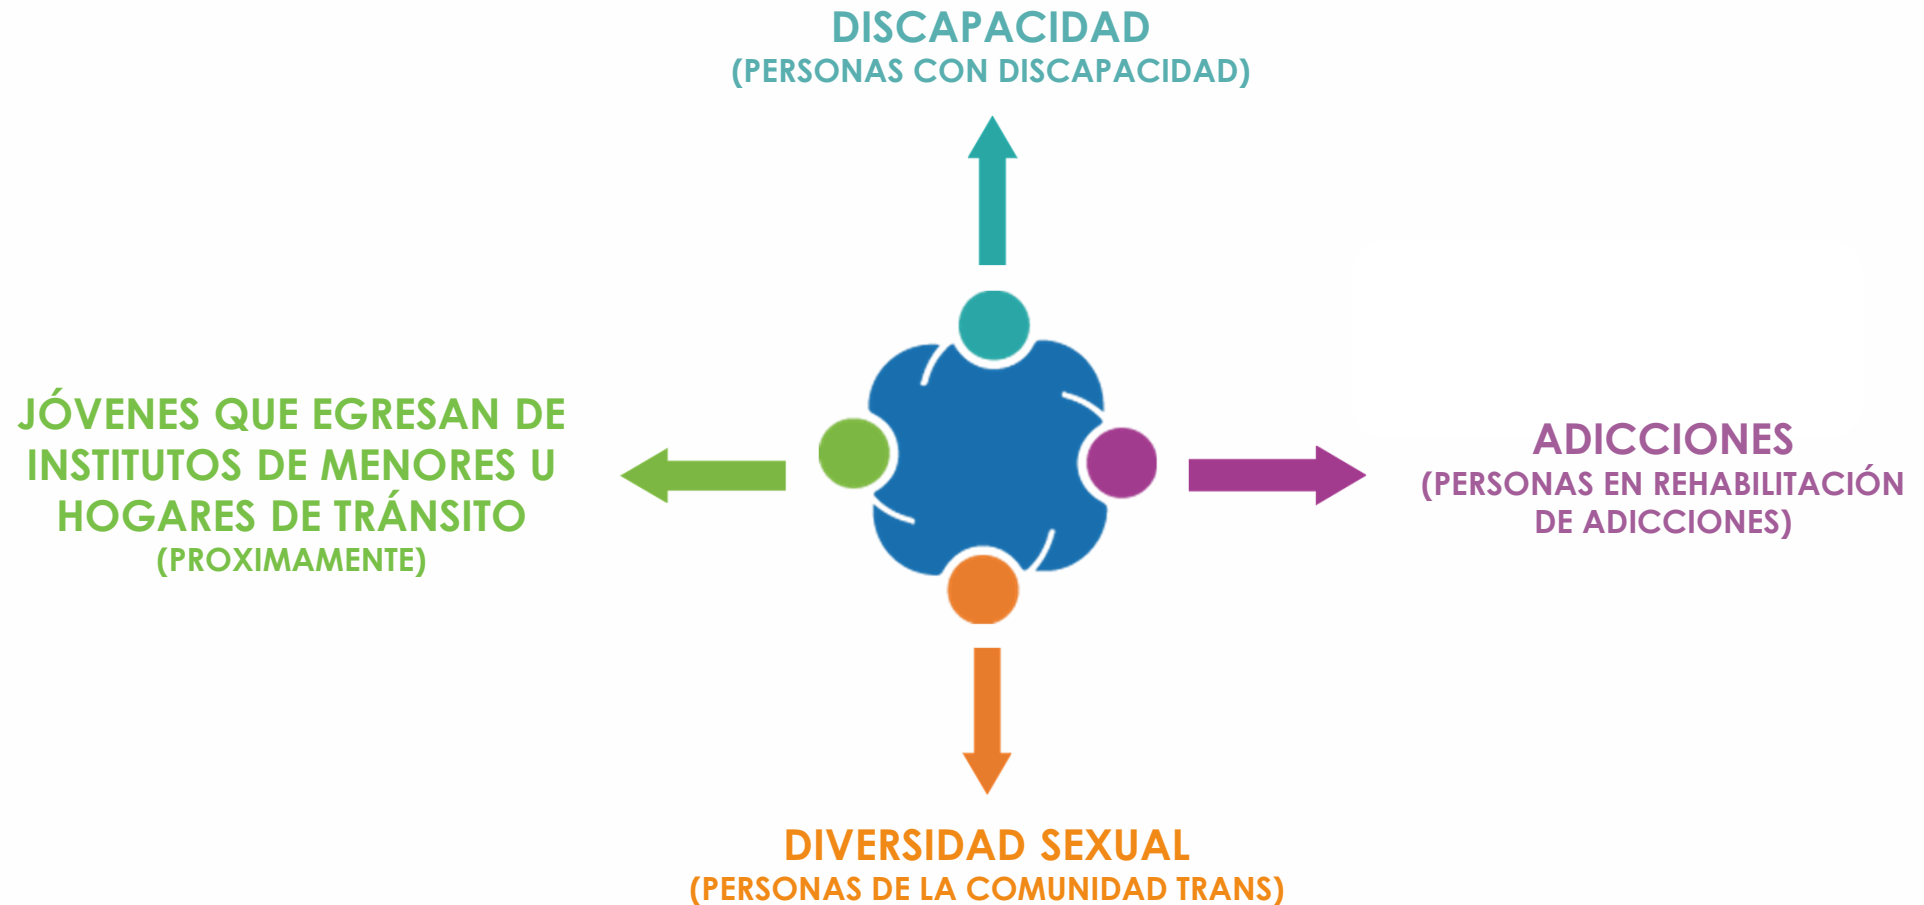 DISCAPACIDAD
(PERSONAS CON DISCAPACIDAD)
JÓVENES QUE EGRESAN DE
INSTITUTOS DE MENORES U
HOGARES DE TRÁNSITO
(PROXIMAMENTE)
ADICCIONES
(PERSONAS EN REHABILITACIÓN
DE ADICCIONES)
DIVERSIDAD SEXUAL
(PERSONAS DE LA COMUNIDAD TRANS)